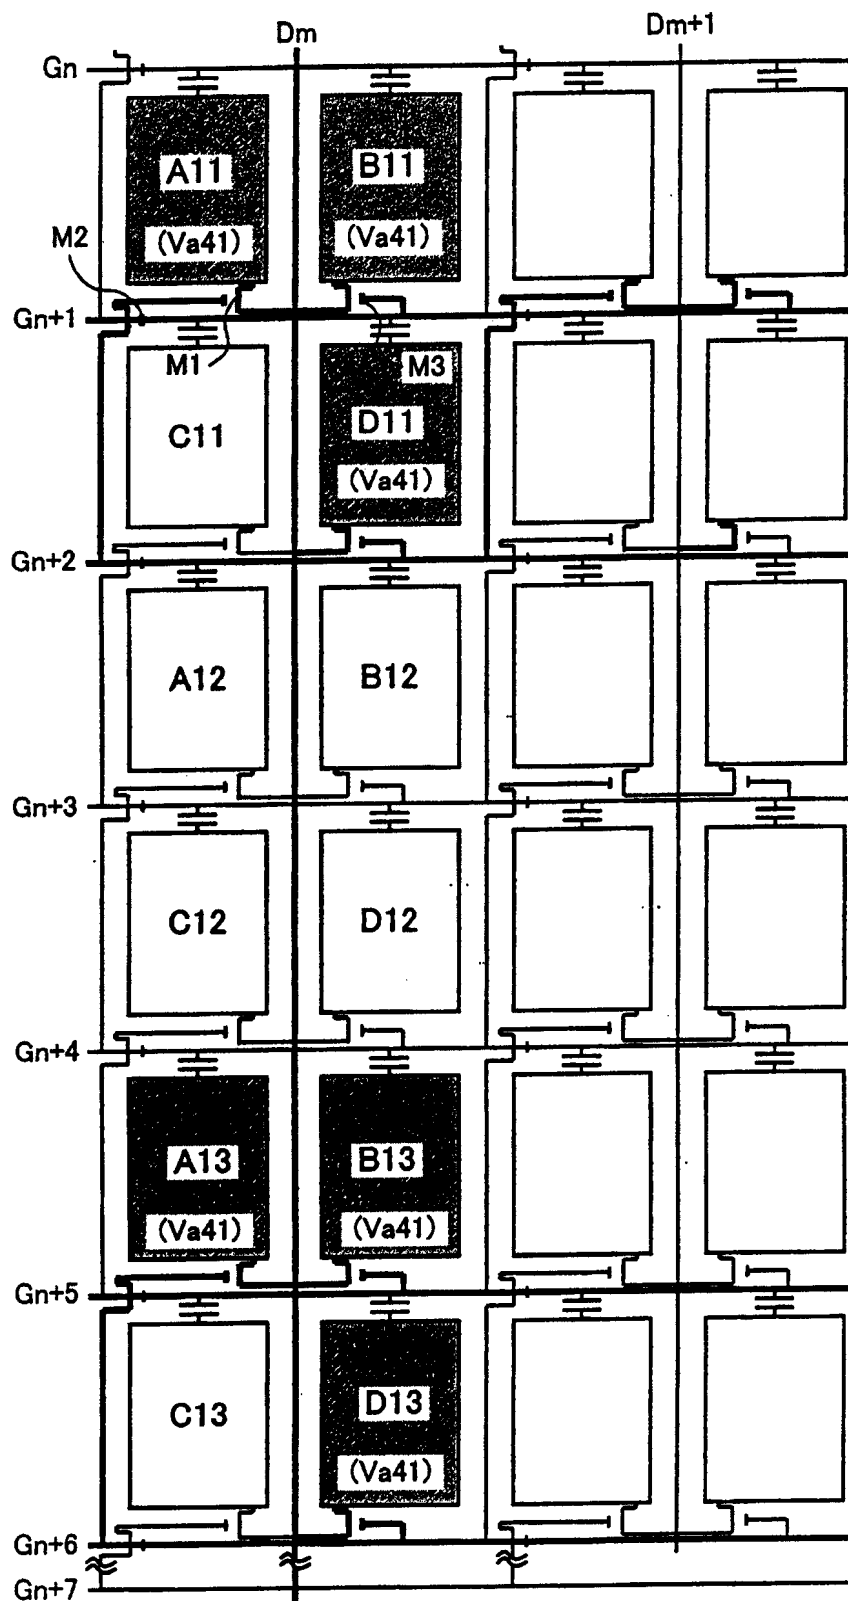 Dm
Dm+1
Gn
A11
B11
(Va41)
(Va41)
M2
Gn+1
M1
M3
C11
D11
(Va41)
Gn+2
A12
B12
Gn+3
C12
D12
Gn+4
A13
B13
(Va41)
(Va41)
Gn+5
C13
D13
(Va41)
Gn+6
Gn+7